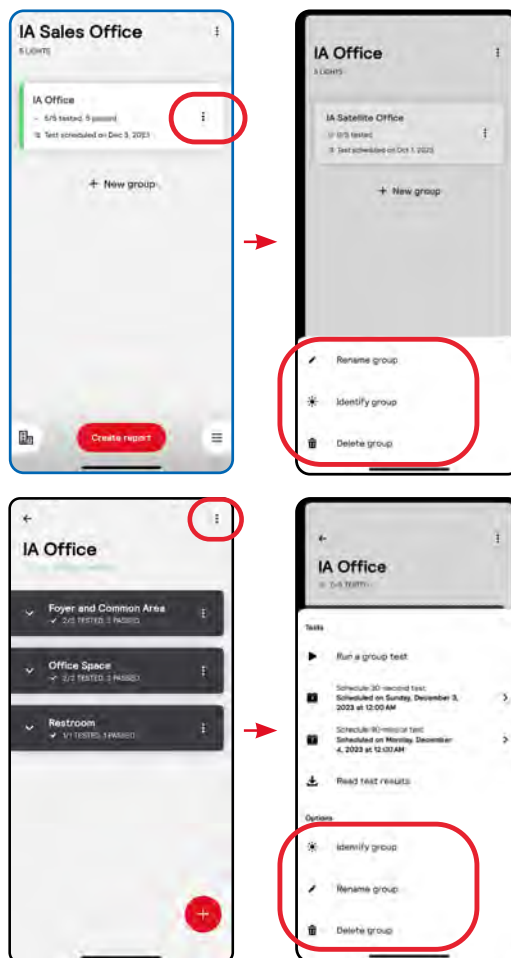 IA Sales Office
5 LIGHTS
IA Office
5/5 tested, 5 passed
Test scheduled on Dec 3, 2023
+ New group
Create report
IA Office
5 LIGHTS
IA Satellite Office
0/5 tested
Test scheduled on Oct 1, 2023
+ New group
Rename group
Identify group
Delete group
IA Office
Foyer and Common Area
2/2 TESTED, 2 PASSED
Office Space
2/2 TESTED, 2 PASSED
Restroom
1/1 TESTED, 1 PASSED
IA Office
Tests
Run a group test
Schedule 30-second test
Scheduled on Sunday, December 3,
2023 at 12:00 AM
Schedule 90-minute test
Scheduled on Monday, December
4, 2023 at 12:00 AM
Read test results
Options
Identify group
Rename group
Delete group